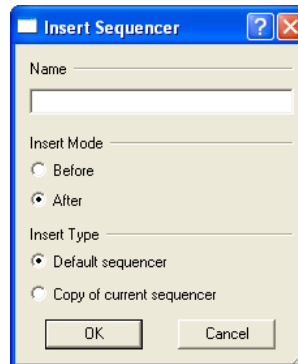 Insert Sequencer
Name
Insert Mode
Before
After
Insert Type
Default sequencer
Copy of current sequencer
OK Cancel